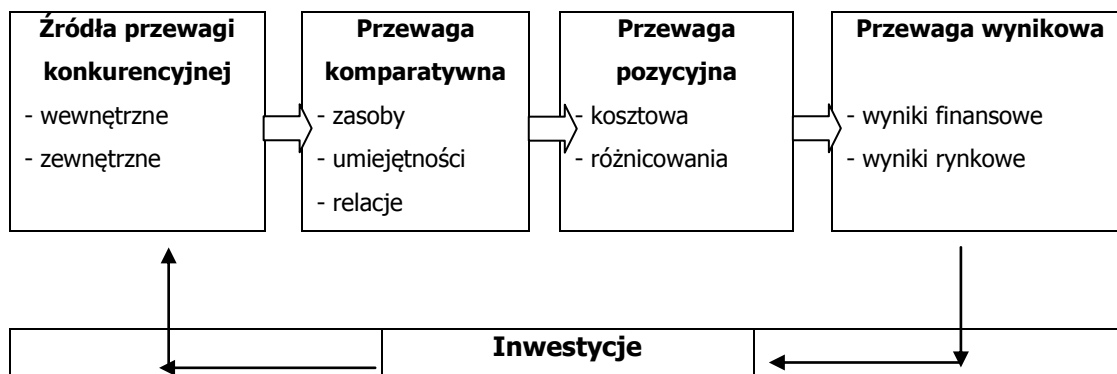 Źródła przewagi
konkurencyjnej
- wewnętrzne
- zewnętrzne
Przewaga
komparatywna
- zasoby
- umiejętności
- relacje
Przewaga
pozycyjna
- kosztowa
- różnicowania
Przewaga wynikowa
- wyniki finansowe
- wyniki rynkowe
Inwestycje